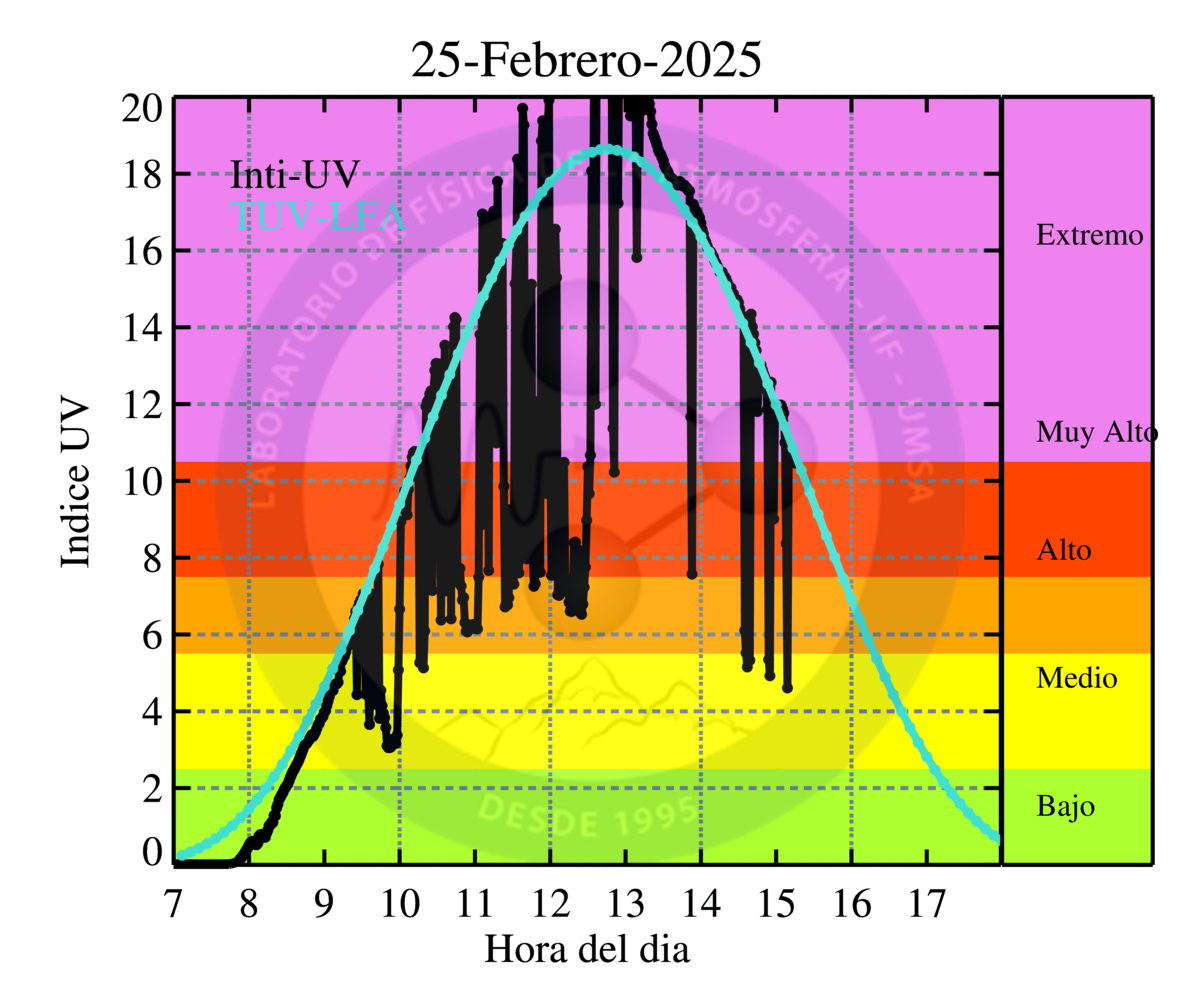 25-Febrero-2025
Indice UV
20
18
16
14
12
10
8
6
4
2
0
Inti-UV
TUV-LFA
LABORATORIO DE FÍSICA DE LA ATMÓSFERA - IIF - UMSA
DESDE 1995
Extremo
Muy Alto
Alto
Medio
Bajo
7 8 9 10 11 12 13 14 15 16 17
Hora del dia